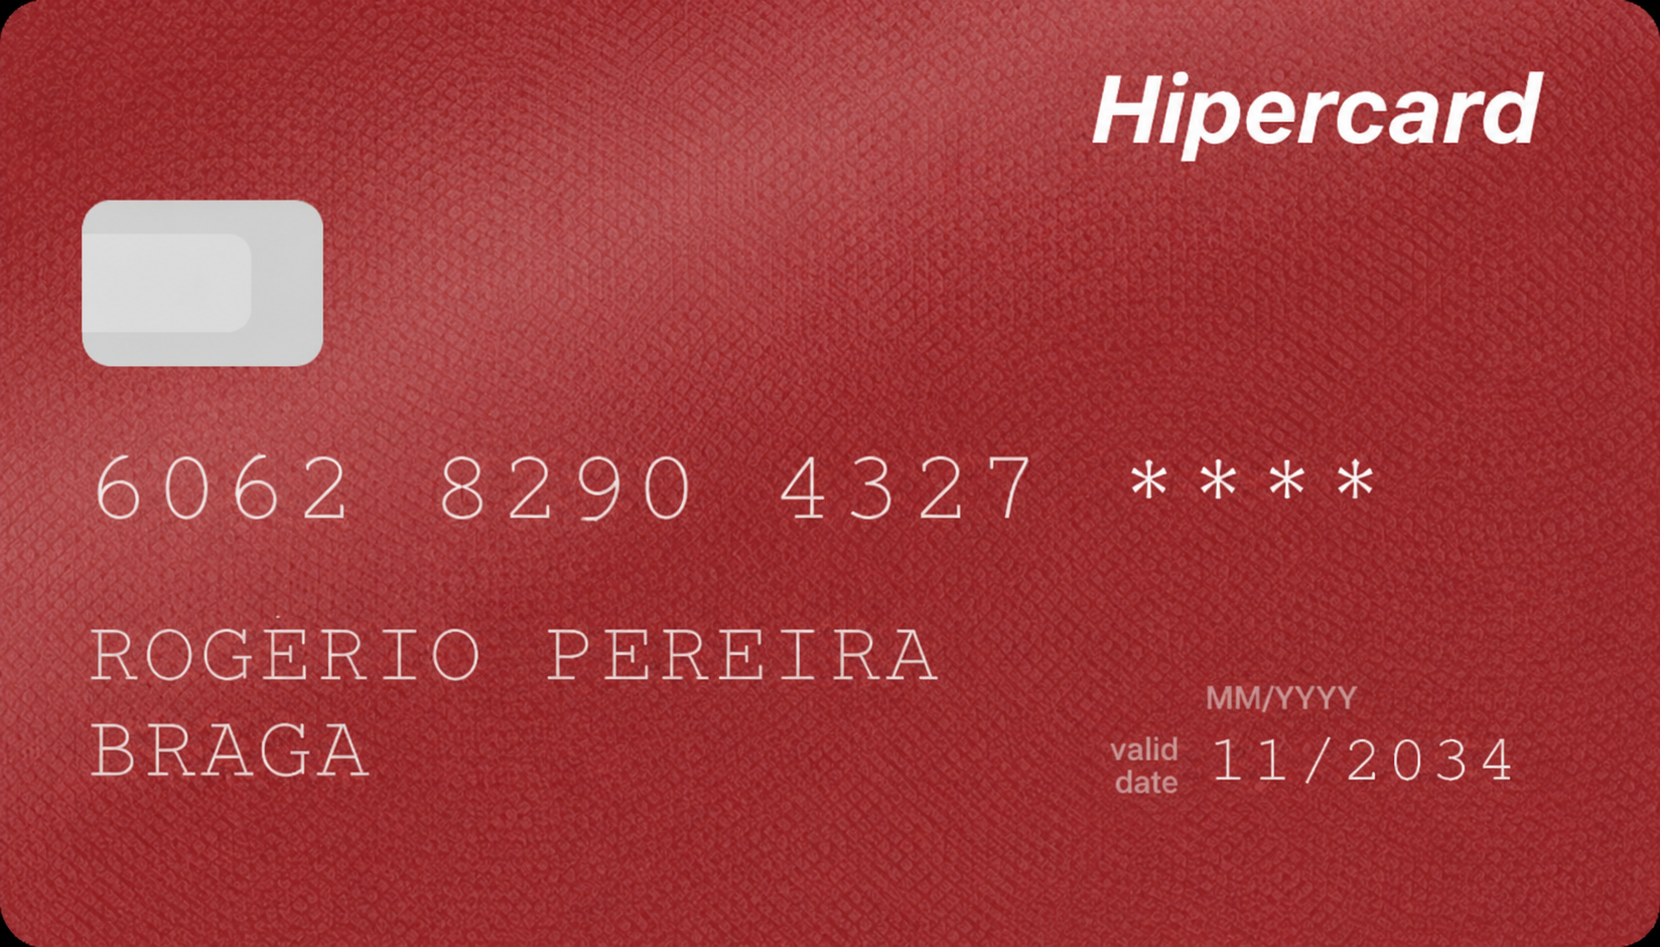 Hipercard
6062 8290 4327 ****
ROGÉRIO PEREIRA
BRAGA
MM/YYYY
valid
date 11/2034